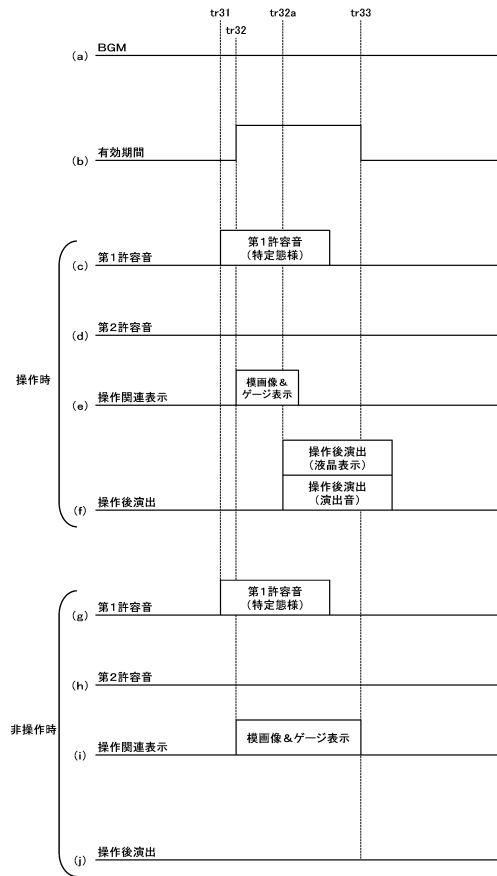 tr31
tr32a
tr33
tr32
(a) BGM
(b) 有効期間
操作時
(c) 第1許容音
第1許容音
(特定態様)
(d) 第2許容音
(e) 操作関連表示
模画像&
ゲージ表示
(f) 操作後演出
操作後演出
(液晶表示)
操作後演出
(演出音)
非操作時
(g) 第1許容音
第1許容音
(特定態様)
(h) 第2許容音
(i) 操作関連表示
模画像&ゲージ表示
(j) 操作後演出